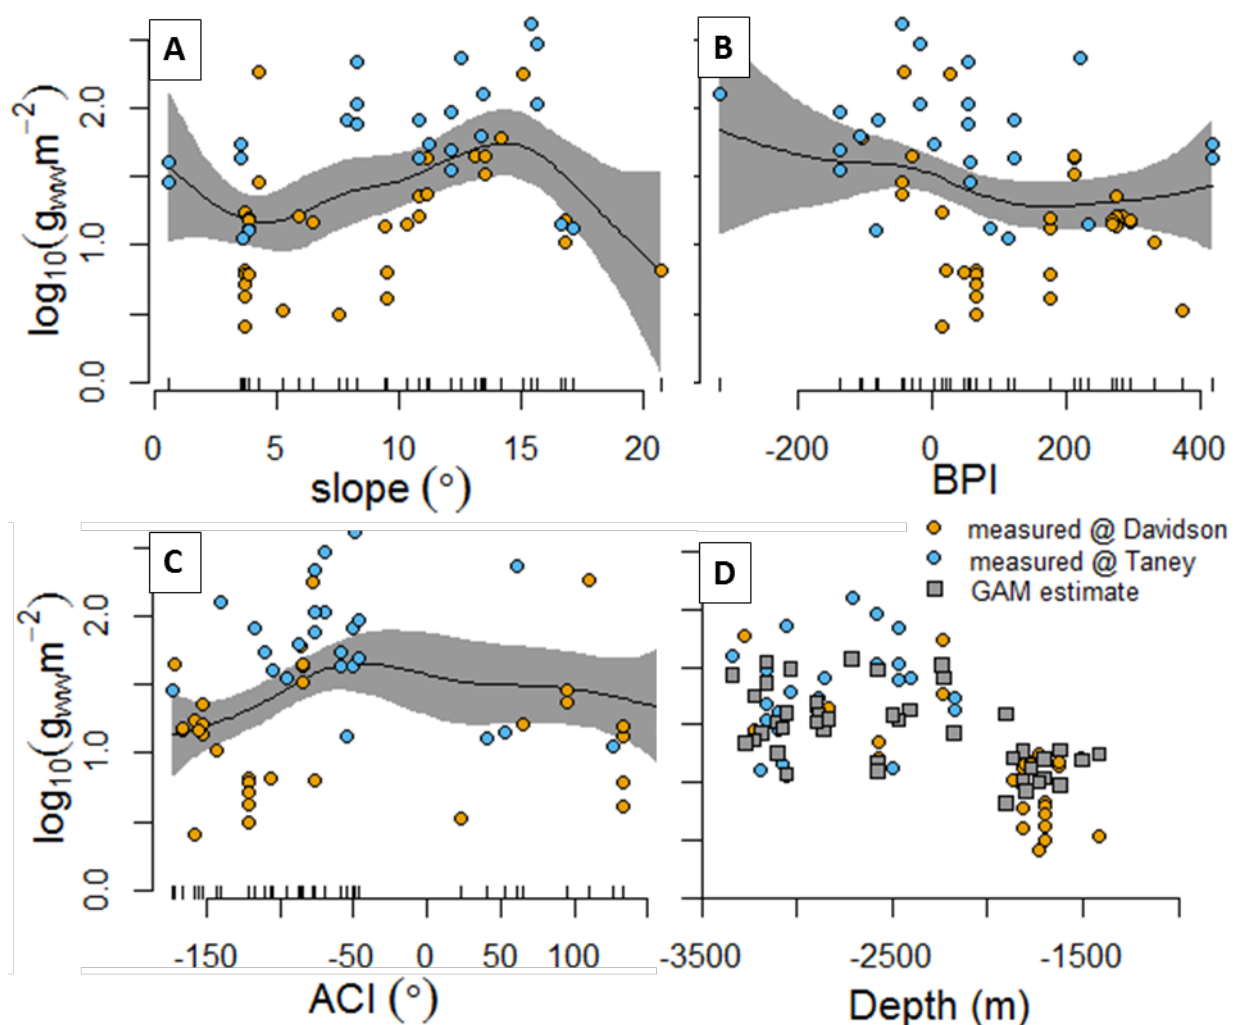 A
B
log10(gwwm−2)
0.0 1.0 2.0
0 5 10 15 20
slope (°)
-200 0 200 400
BPI
measured @ Davidson
measured @ Taney
GAM estimate
C
D
log10(gwwm−2)
0.0 1.0 2.0
-150 -50 0 50 100
ACI (°)
-3500 -2500 -1500
Depth (m)